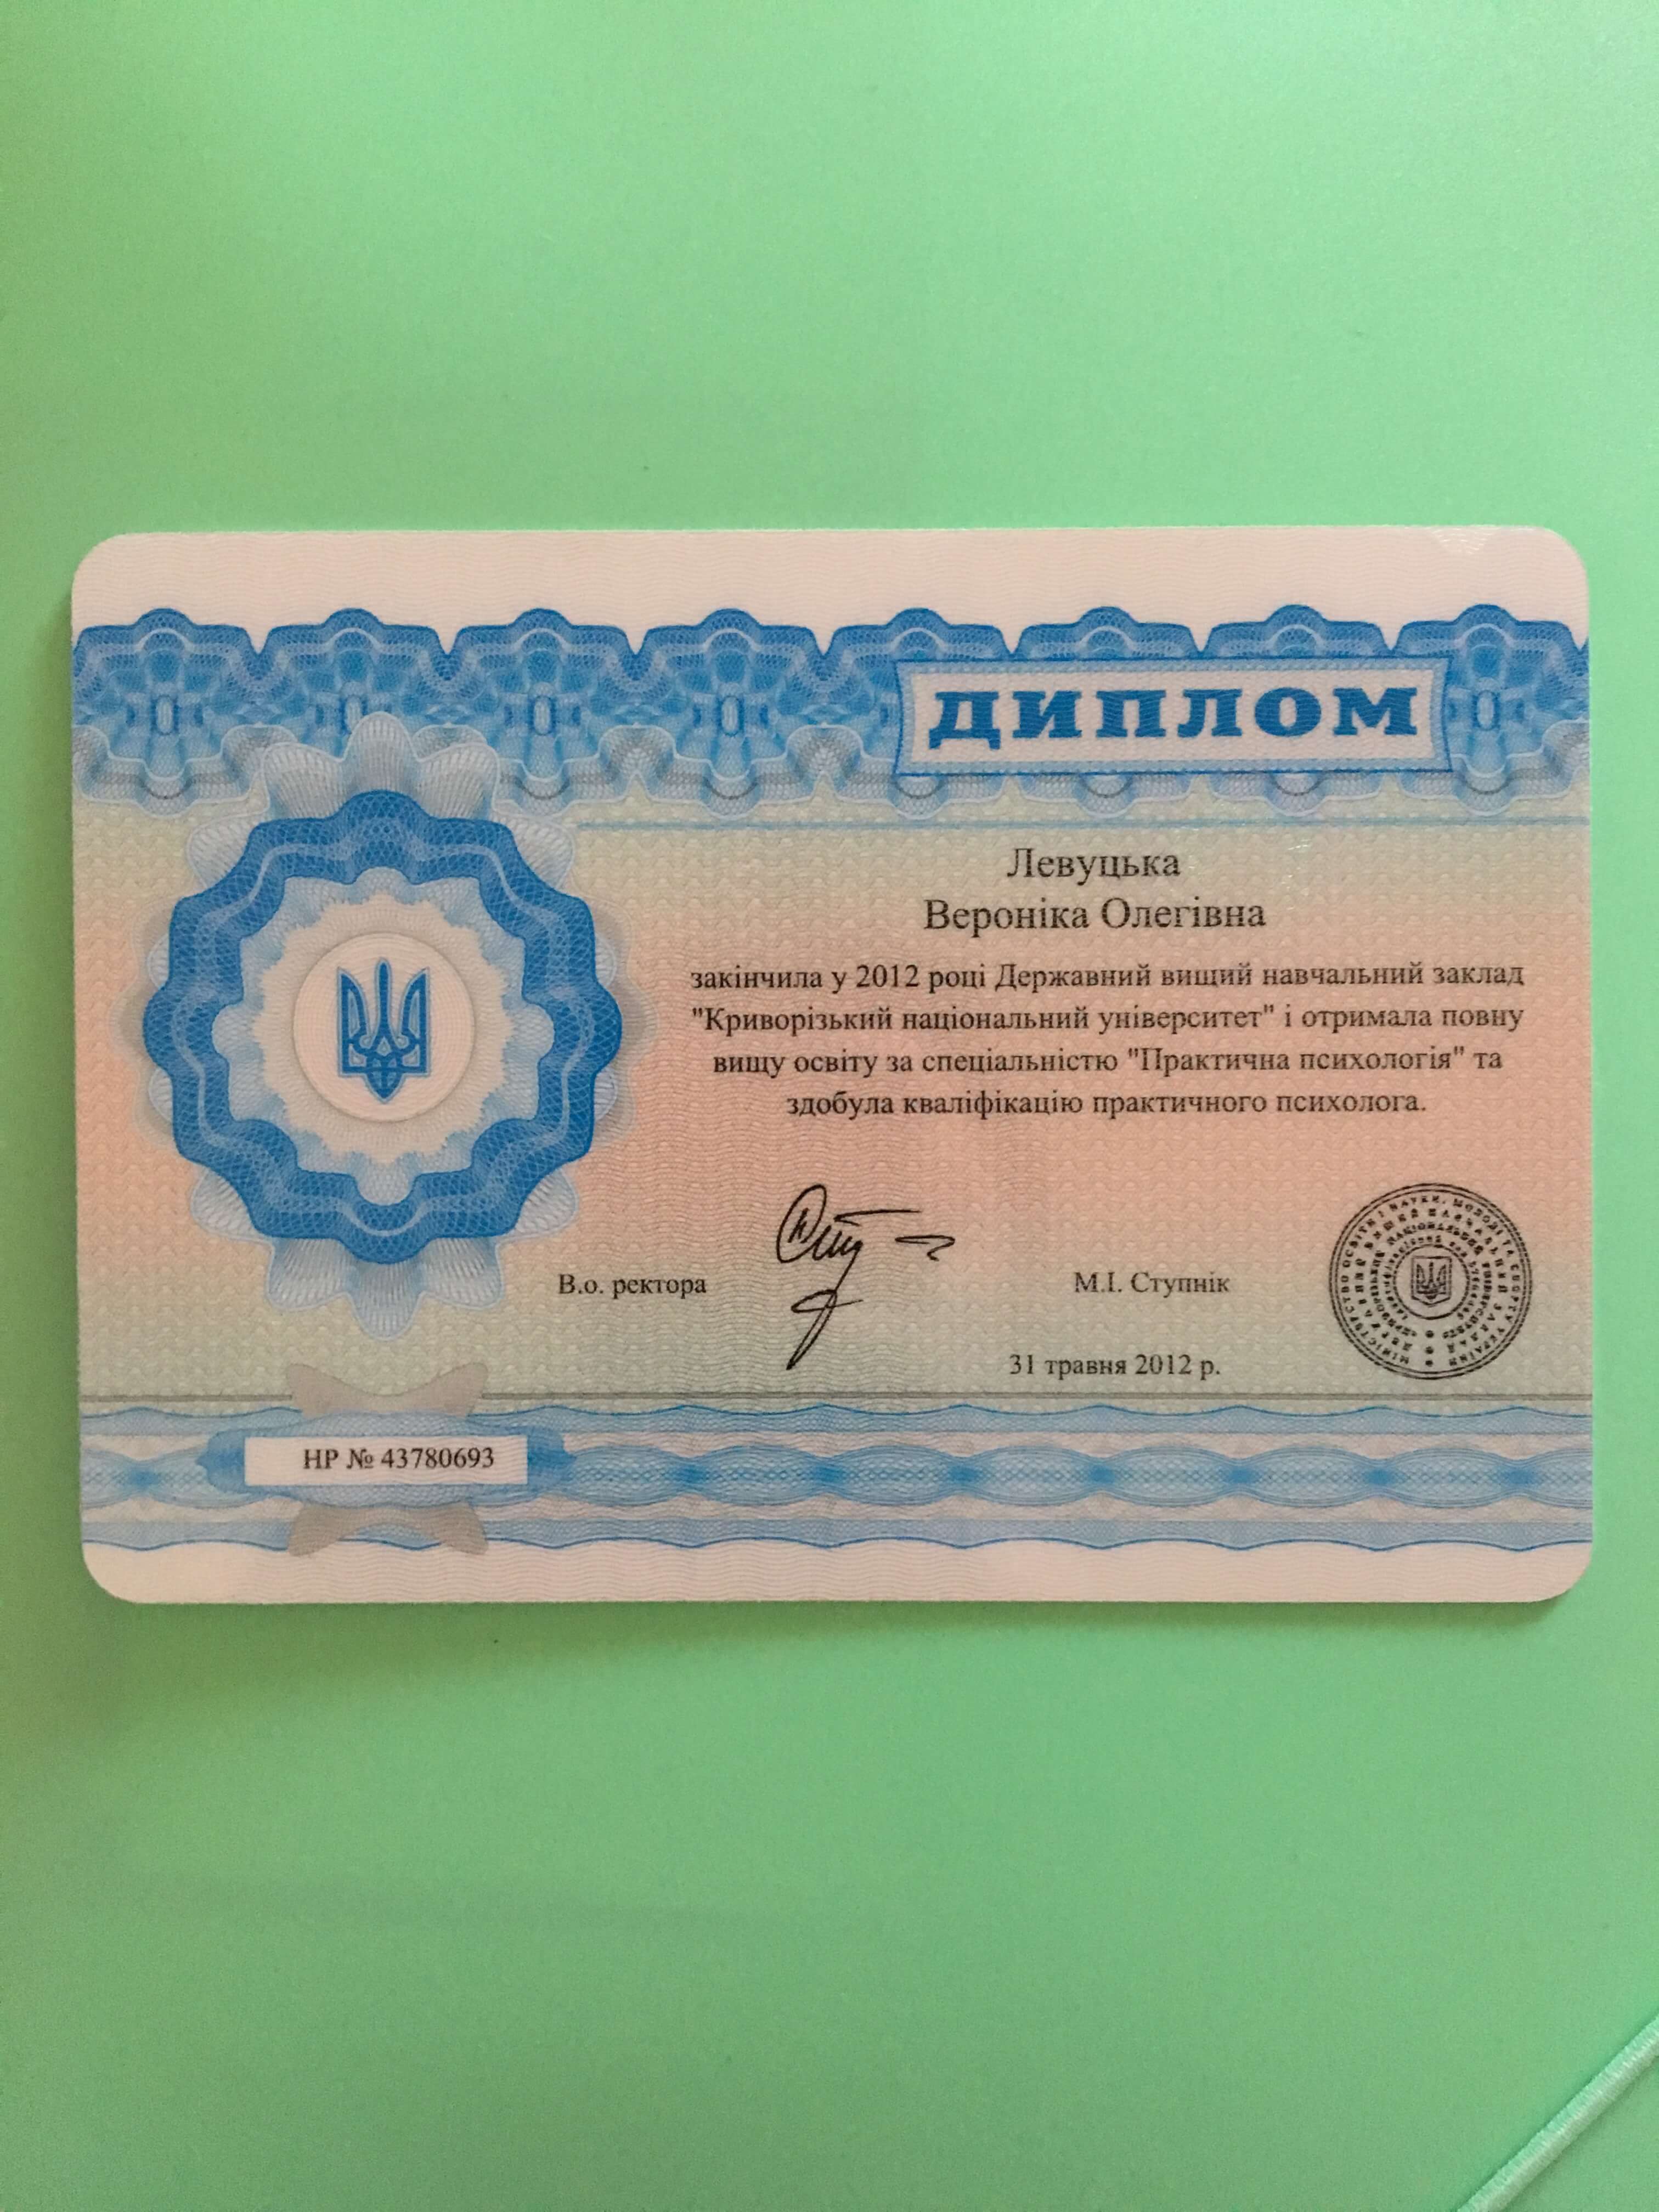 ДИПЛОМ
Левуцька
Вероніка Олегівна
закінчила у 2012 році Державний вищий навчальний заклад
"Криворізький національний університет" і отримала повну
вищу освіту за спеціальністю "Практична психологія" та
здобула кваліфікацію практичного психолога.
В.о. ректора
М.І. Ступнік
31 травня 2012 р.
НР № 43780693